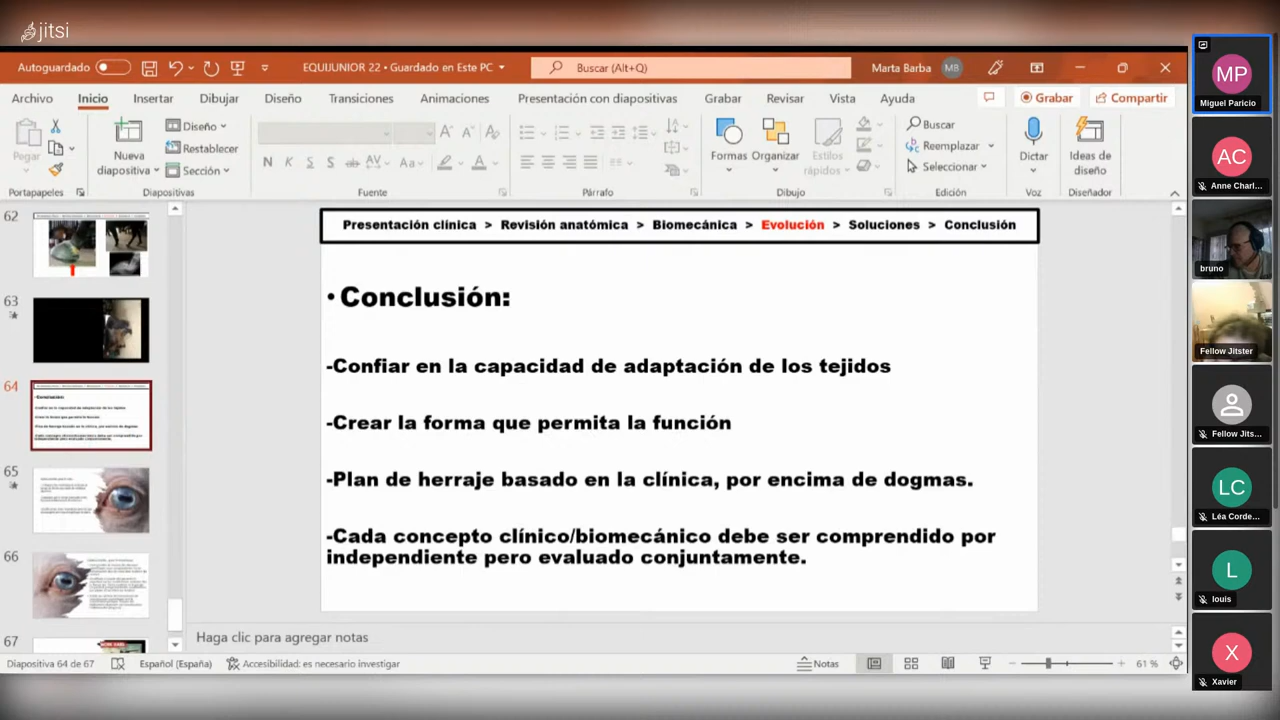 jitsi
Autoguardado
EQUIJUNIOR 22 • Guardado en Este PC
Buscar (Alt+Q)
Marta Barba
MB
Archivo
Inicio
Insertar
Dibujar
Diseño
Transiciones
Animaciones
Presentación con diapositivas
Grabar
Revisar
Vista
Ayuda
Grabar
Compartir
Pegar
Portapapeles
Nueva
diapositiva
Diseño
Restablecer
Sección
Diapositivas
N K S S ab AV Aa A
Fuente
Párrafo
Formas
Organizar
Estilos
rápidos
Dibujo
Buscar
Reemplazar
Seleccionar
Edición
Dictar
Voz
Ideas de
diseño
Diseñador
62
63
64
65
66
67
Presentación clínica > Revisión anatómica > Biomecánica > Evolución > Soluciones > Conclusión
• Conclusión:
-Confiar en la capacidad de adaptación de los tejidos
-Crear la forma que permita la función
-Plan de herraje basado en la clínica, por encima de dogmas.
-Cada concepto clínico/biomecánico debe ser comprendido por
independiente pero evaluado conjuntamente.
Haga clic para agregar notas
Diapositiva 64 de 67
Español (España)
Accesibilidad: es necesario investigar
Notas
61 %
MP
Miguel Paricio
AC
Anne Charl...
bruno
Fellow Jitster
Fellow Jits...
LC
Léa Corde...
L
louis
X
Xavier